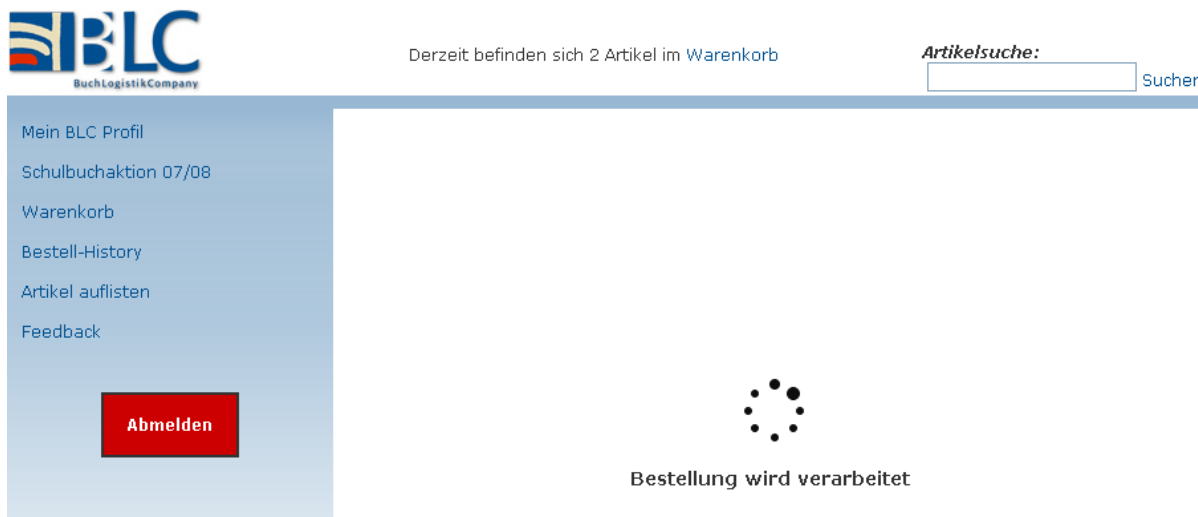 BLC
BuchLogistikCompany
Derzeit befinden sich 2 Artikel im Warenkorb
Artikelsuche:
Mein BLC Profil
Schulbuchaktion 07/08
Warenkorb
Bestell-History
Artikel auflisten
Feedback
Abmelden
Bestellung wird verarbeitet